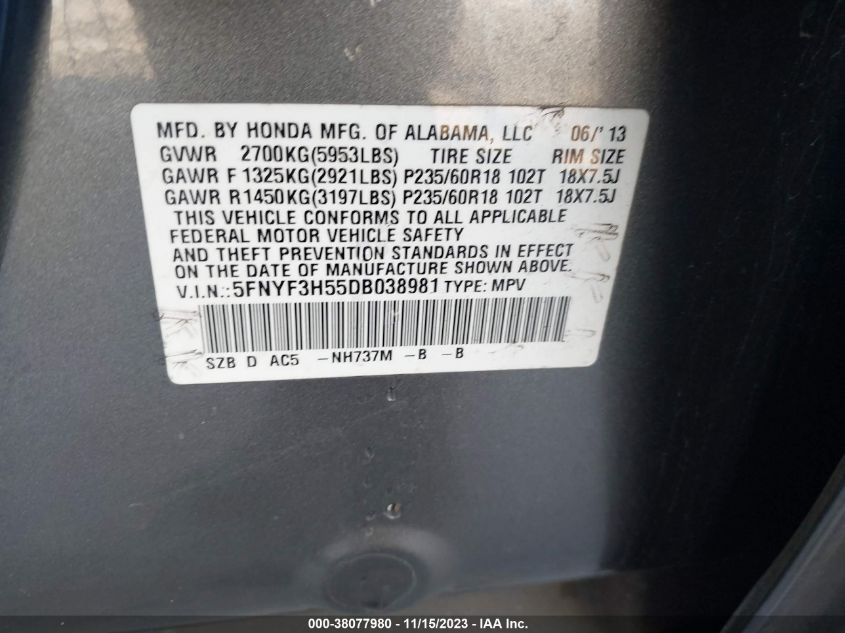 MFD. BY HONDA MFG. OF ALABAMA, LLC 06/'13
GVWR 2700KG(5953LBS) TIRE SIZE RIM SIZE
GAWR F 1325KG(2921LBS) P235/60R18 102T 18X7.5J
GAWR R1450KG(3197LBS) P235/60R18 102T 18X7.5J
THIS VEHICLE CONFORMS TO ALL APPLICABLE
FEDERAL MOTOR VEHICLE SAFETY
AND THEFT PREVENTION STANDARDS IN EFFECT
ON THE DATE OF MANUFACTURE SHOWN ABOVE.
V.I.N.:5FNYF3H55DB038981 TYPE: MPV
SZB D AC5 -NH737M -B -B
000-38077980 - 11/15/2023 - IAA Inc.